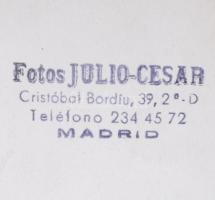 Fotos JULIO-CESAR
Cristóbal Bordíu, 39, 2º-D
Teléfono 234 45 72
MADRID